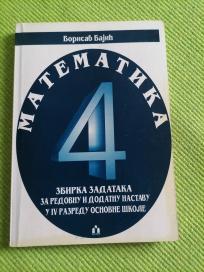 Борисав Бајић
МАТЕМАТИКА
4
ЗБИРКА ЗАДАТАКА
ЗА РЕДОВНУ И ДОДАТНУ НАСТАВУ
У IV РАЗРЕДУ ОСНОВНЕ ШКОЛЕ